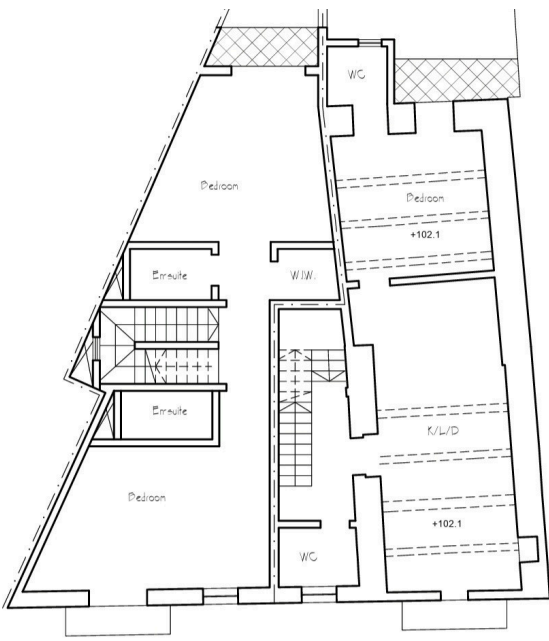 WC
Bedroom
Bedroom
+102.1
Ensuite
W.I.W.
Ensuite
K/L/D
Bedroom
+102.1
WC